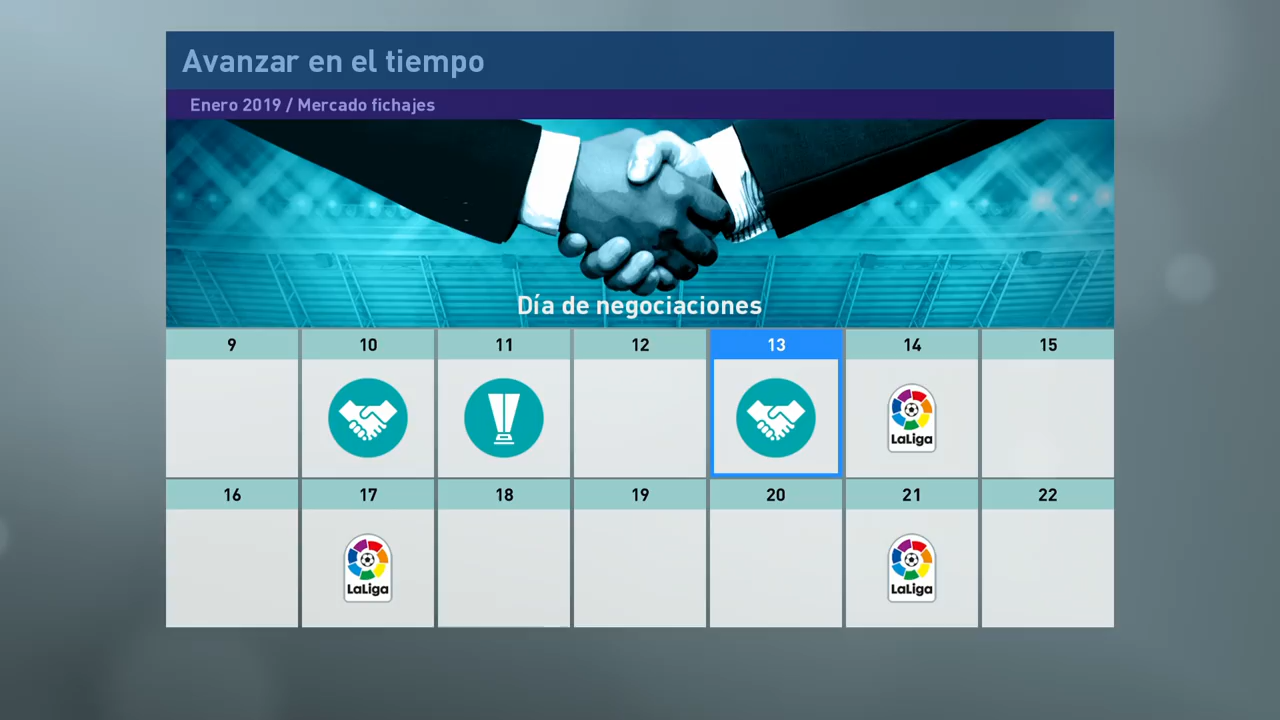 Avanzar en el tiempo
Enero 2019 / Mercado fichajes
Día de negociaciones
9 10 11 12 13 14 15
LaLiga
16 17 18 19 20 21 22
LaLiga LaLiga